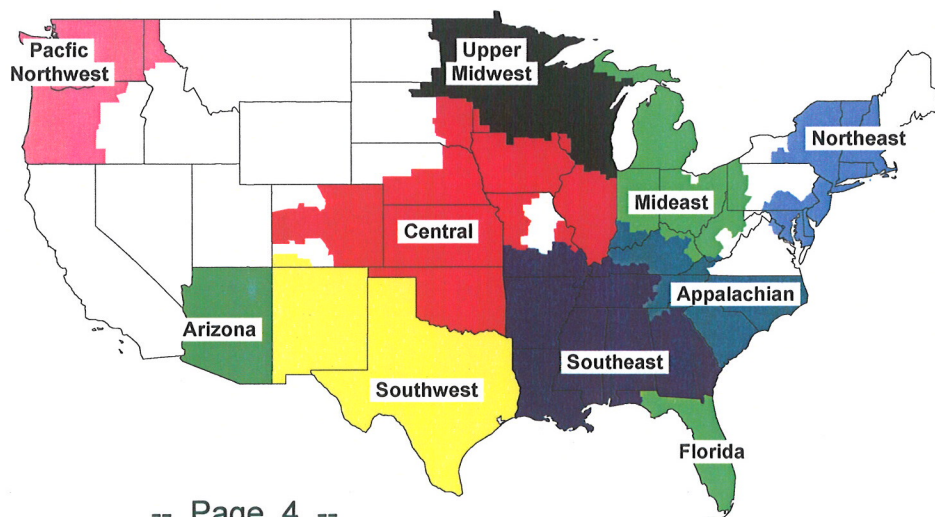 Pacfic
Northwest
Upper
Midwest
Northeast
Mideast
Central
Appalachian
Arizona
Southeast
Southwest
Florida
-- Page 4 --